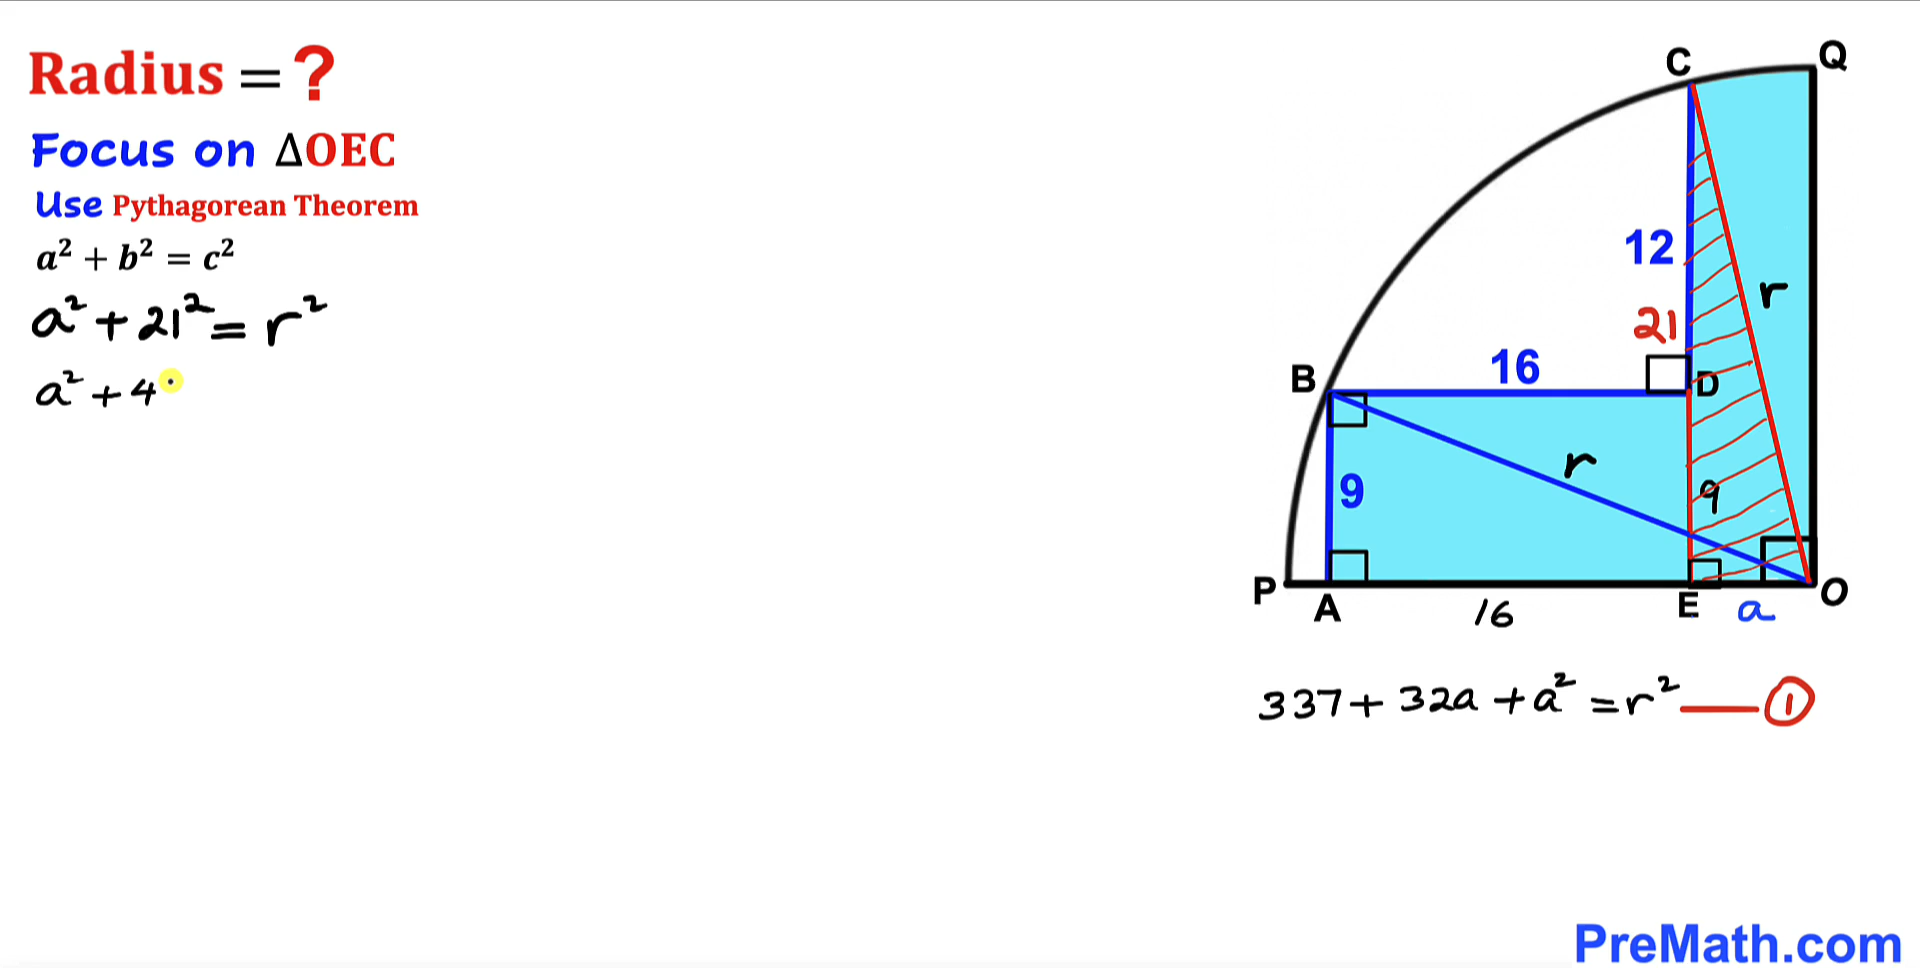 Radius = ?
Focus on ΔOEC
Use Pythagorean Theorem
a² + b² = c²
a² + 21² = r²
a² + 4
C
Q
12
r
21
16
B
D
r
9
9
P
A
E
a
O
16
337 + 32a + a² = r² — ①
PreMath.com